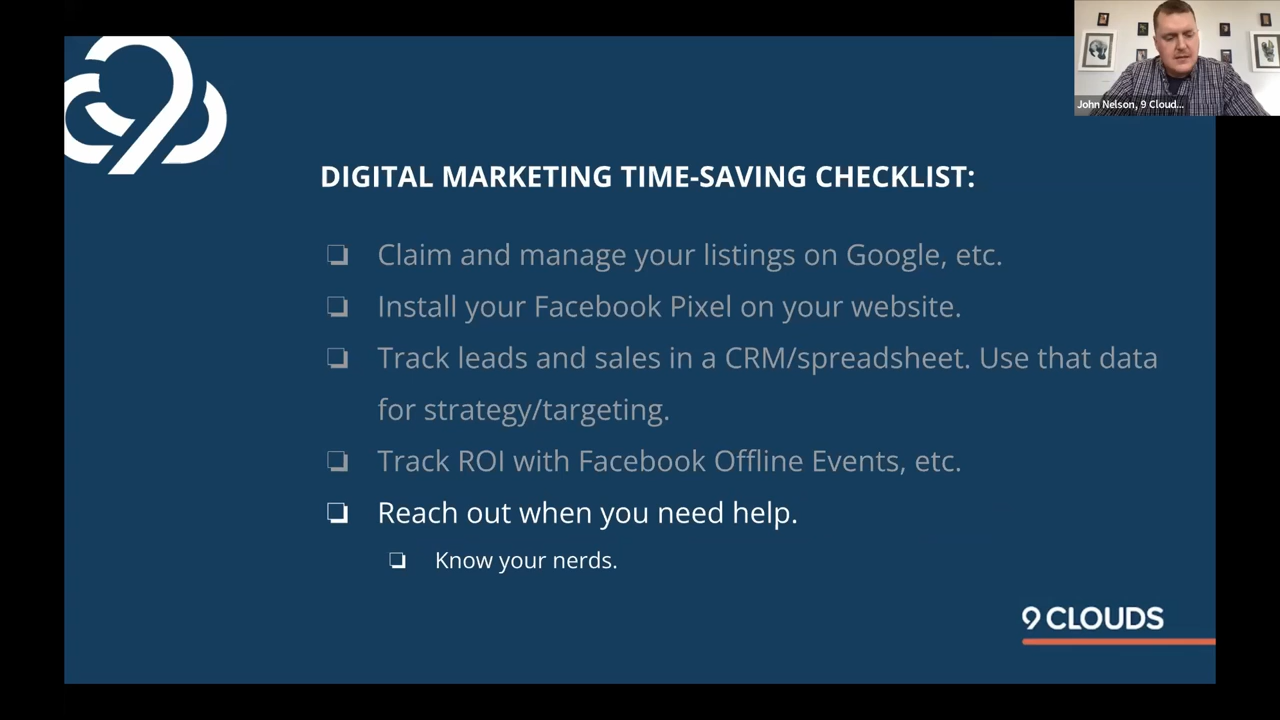 John Nelson, 9 Cloud...
DIGITAL MARKETING TIME-SAVING CHECKLIST:
❏ Claim and manage your listings on Google, etc.
❏ Install your Facebook Pixel on your website.
❏ Track leads and sales in a CRM/spreadsheet. Use that data
for strategy/targeting.
❏ Track ROI with Facebook Offline Events, etc.
❏ Reach out when you need help.
❏ Know your nerds.
9 CLOUDS